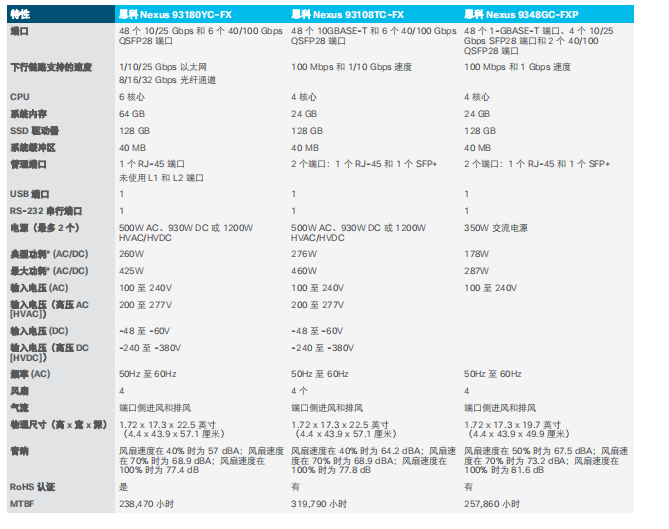 特性 思科 Nexus 93180YC-FX 思科 Nexus 93108TC-FX 思科 Nexus 9348GC-FXP
端口 48 个 10/25 Gbps 和 6 个 40/100 Gbps 48 个 10GBASE-T 和 6 个 40/100 Gbps 48 个 1-GBASE-T 端口、4 个 10/25
QSFP28 端口 QSFP28 端口 Gbps SFP28 端口和 2 个 40/100
QSFP28 端口
下行链路支持的速度 1/10/25 Gbps 以太网 100 Mbps 和 1/10 Gbps 速度 100 Mbps 和 1 Gbps 速度
8/16/32 Gbps 光纤通道
CPU 6 核心 4 核心 4 核心
系统内存 64 GB 24 GB 24 GB
SSD 驱动器 128 GB 128 GB 128 GB
系统缓冲区 40 MB 40 MB 40 MB
管理端口 1 个 RJ-45 端口 2 个端口：1 个 RJ-45 和 1 个 SFP+ 2 个端口：1 个 RJ-45 和 1 个 SFP+
未使用 L1 和 L2 端口
USB 端口 1 1 1
RS-232 串行端口 1 1 1
电源（最多 2 个） 500W AC、930W DC 或 1200W 500W AC、930W DC 或 1200W 350W 交流电源
HVAC/HVDC HVAC/HVDC
典型功耗* (AC/DC) 260W 276W 178W
最大功耗* (AC/DC) 425W 460W 287W
输入电压 (AC) 100 至 240V 100 至 240V 100 至 240V
输入电压（高压 AC 200 至 277V 200 至 277V
[HVAC]）
输入电压 (DC) -48 至 -60V -48 至 -60V
输入电压（高压 DC -240 至 -380V -240 至 -380V
[HVDC]）
频率 (AC) 50Hz 至 60Hz 50Hz 至 60Hz 50Hz 至 60Hz
风扇 4 4 个 4
气流 端口侧进风和排风 端口侧进风和排风 端口侧进风和排风
物理尺寸（高 x 宽 x 深） 1.72 x 17.3 x 22.5 英寸 1.72 x 17.3 x 22.5 英寸 1.72 x 17.3 x 19.7 英寸
（4.4 x 43.9 x 57.1 厘米） （4.4 x 43.9 x 57.1 厘米） （4.4 x 43.9 x 49.9 厘米）
音响 风扇速度在 40% 时为 57 dBA；风扇速度 风扇速度在 40% 时为 64.2 dBA；风扇速 风扇速度在 50% 时为 67.5 dBA；风扇速
在 70% 时为 68.9 dBA；风扇速度在 度在 70% 时为 68.9 dBA；风扇速度在 度在 70% 时为 73.2 dBA；风扇速度在
100% 时为 77.4 dB 100% 时为 77.8 dB 100% 时为 81.6 dB
RoHS 认证 是 有 有
MTBF 238,470 小时 319,790 小时 257,860 小时